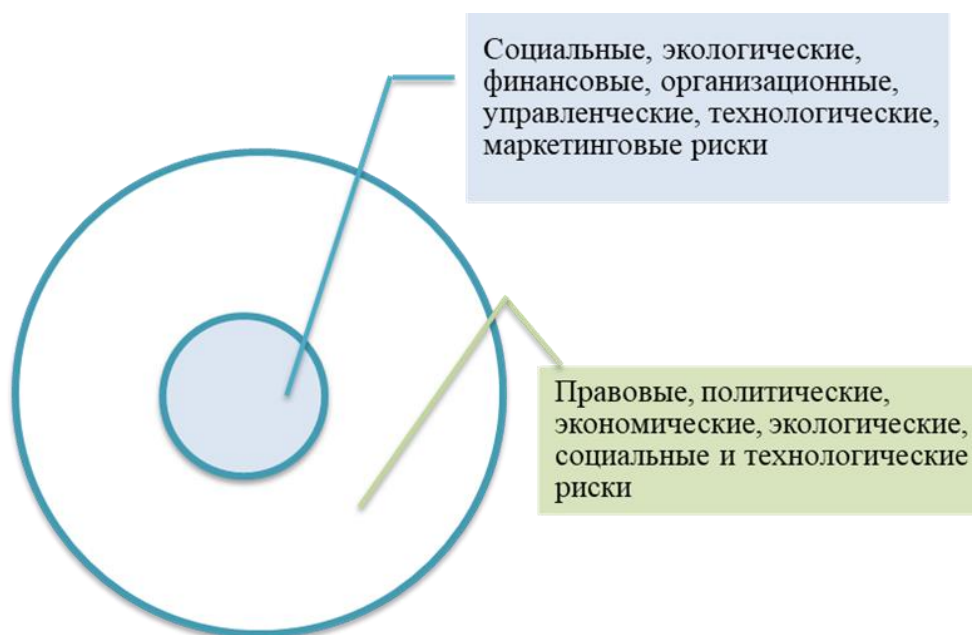 Социальные, экологические,
финансовые, организационные,
управленческие, технологические,
маркетинговые риски
Правовые, политические,
экономические, экологические,
социальные и технологические
риски